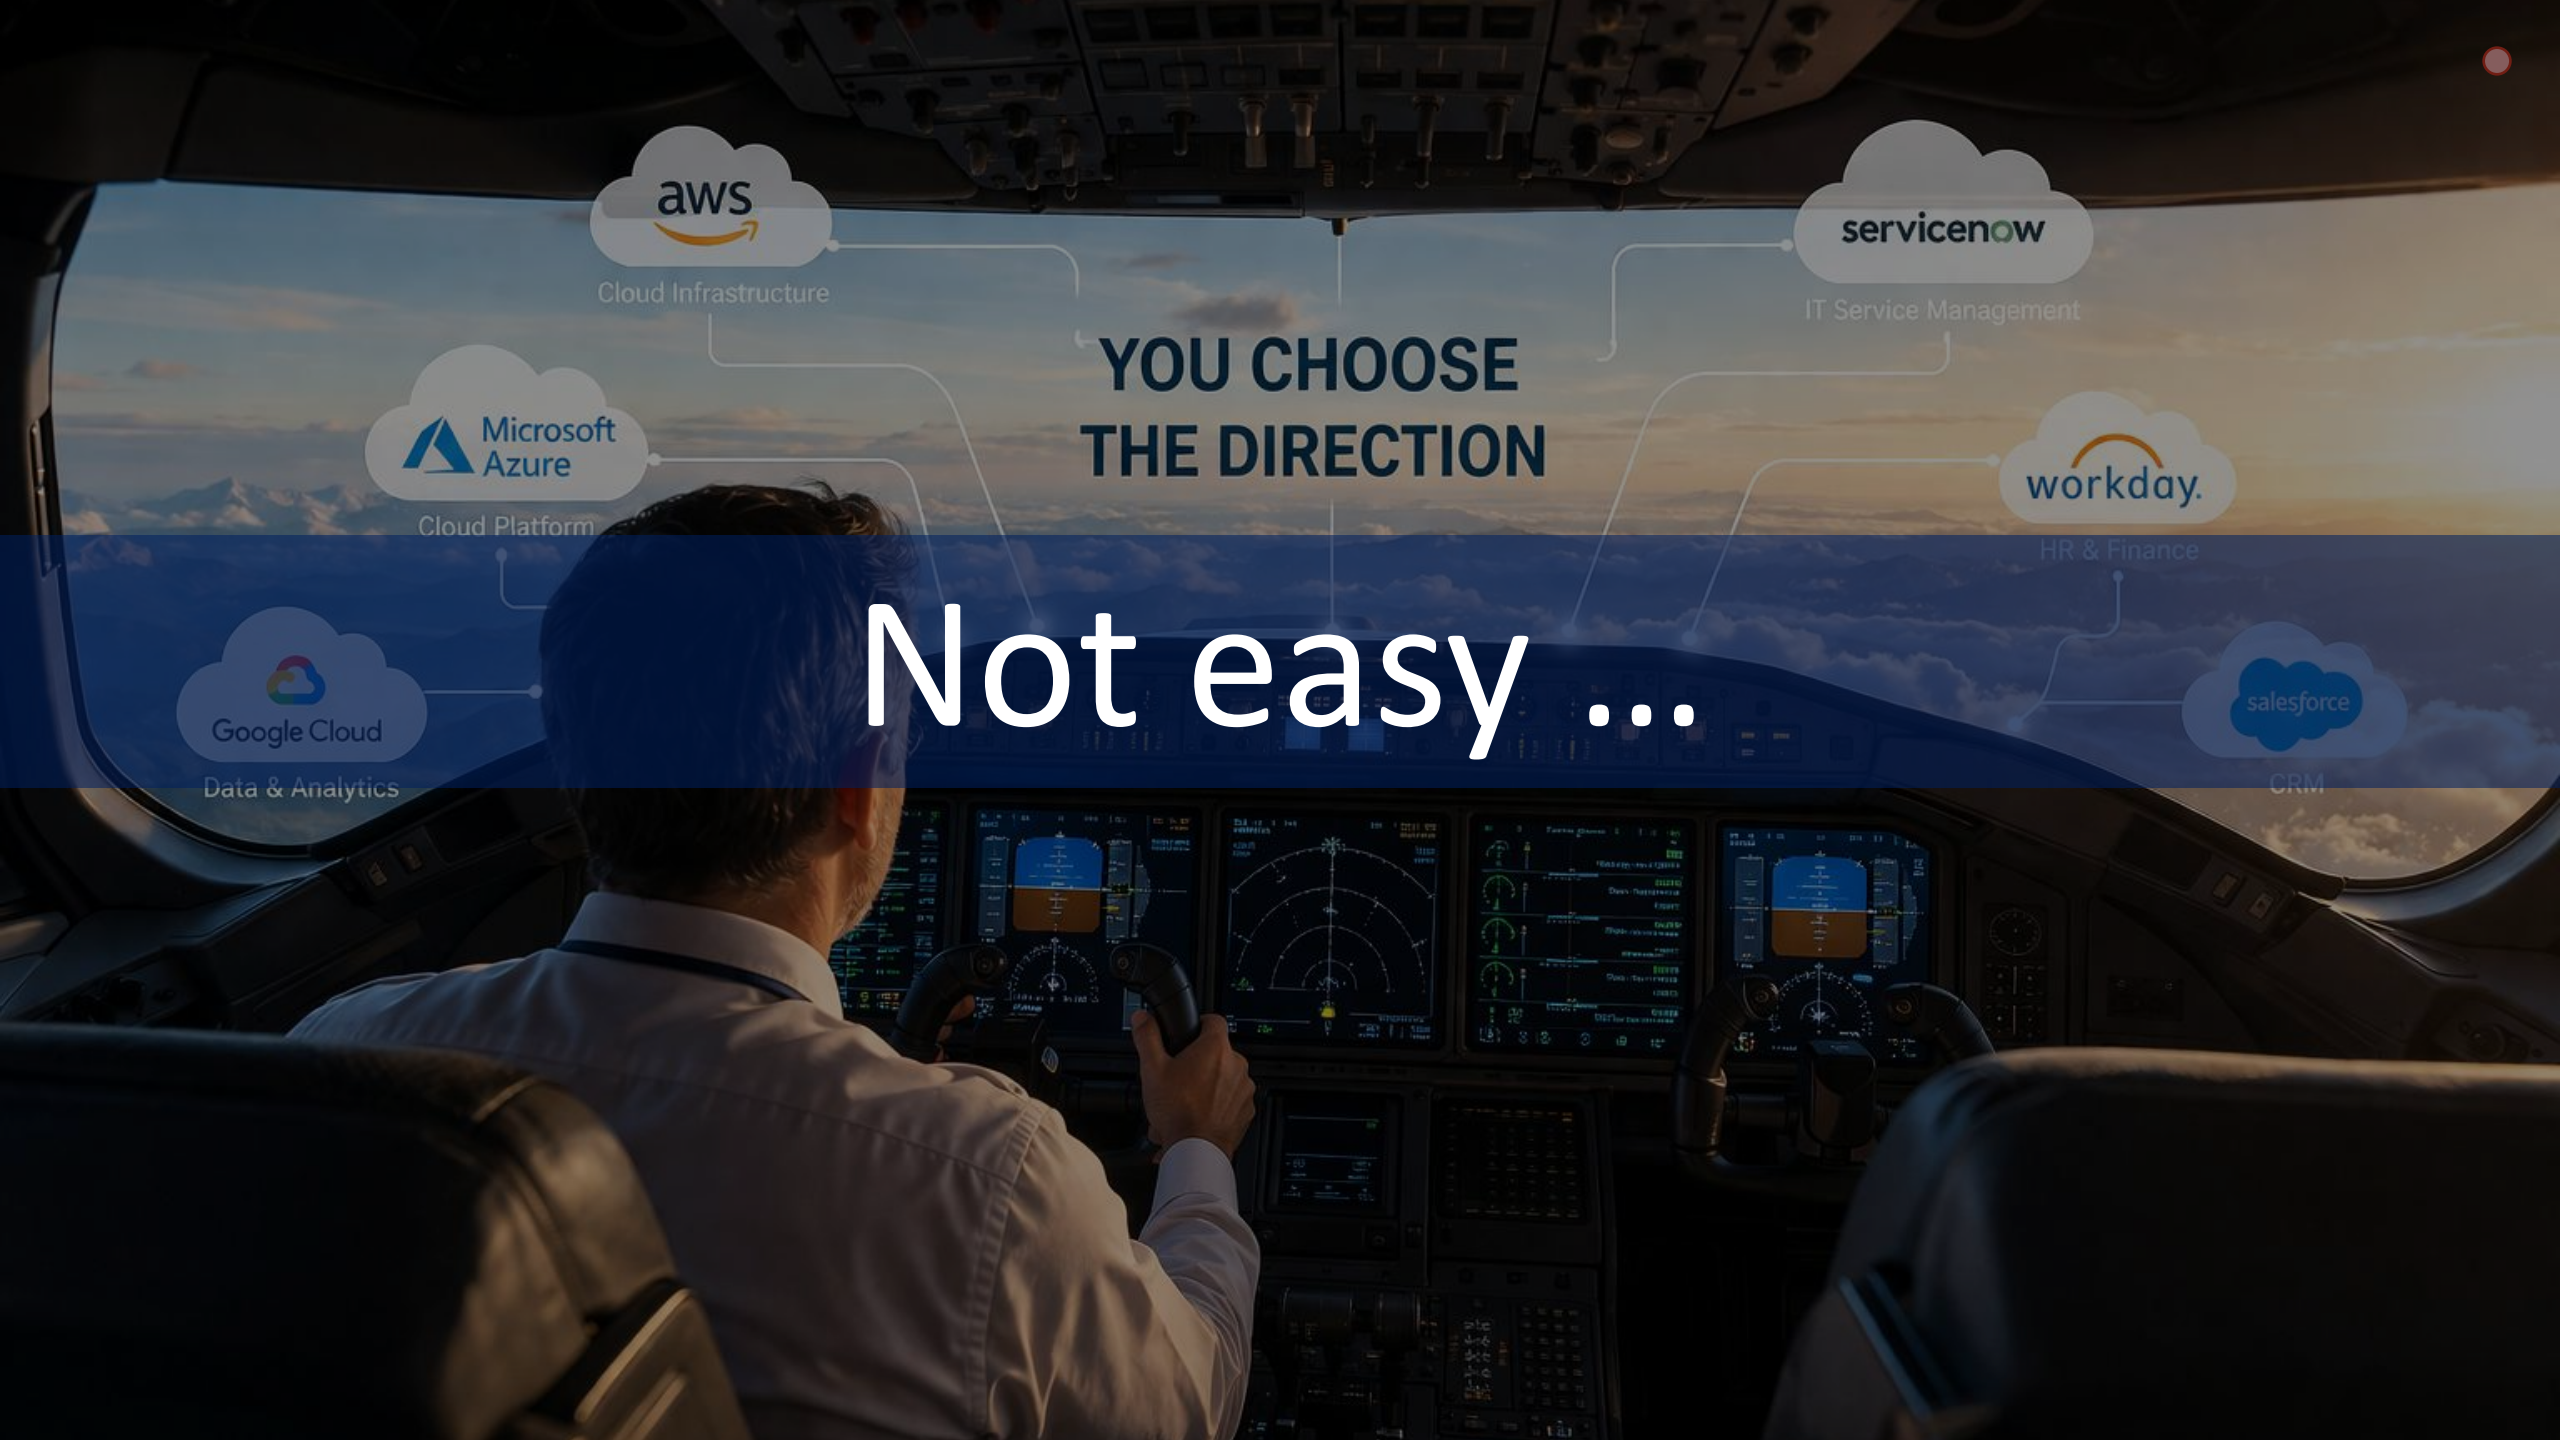 aws
Cloud Infrastructure
servicenow
IT Service Management
YOU CHOOSE
THE DIRECTION
Microsoft
Azure
Cloud Platform
workday.
HR & Finance
Not easy ...
Google Cloud
Data & Analytics
salesforce
CRM